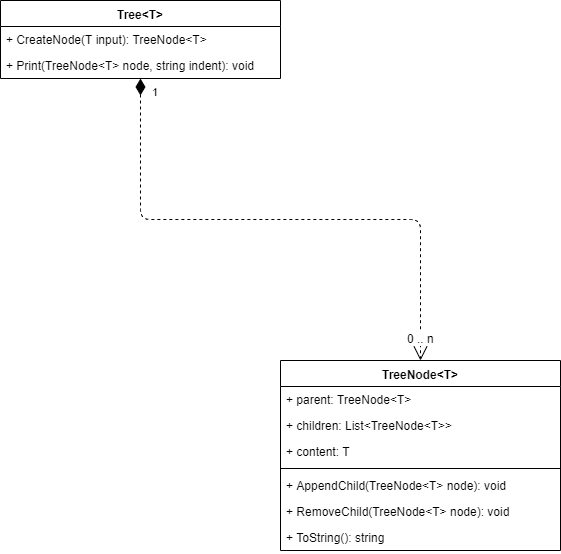 Tree<T>
+ CreateNode(T input): TreeNode<T>
+ Print(TreeNode<T> node, string indent): void
1
0 .. n
TreeNode<T>
+ parent: TreeNode<T>
+ children: List<TreeNode<T>>
+ content: T
+ AppendChild(TreeNode<T> node): void
+ RemoveChild(TreeNode<T> node): void
+ ToString(): string